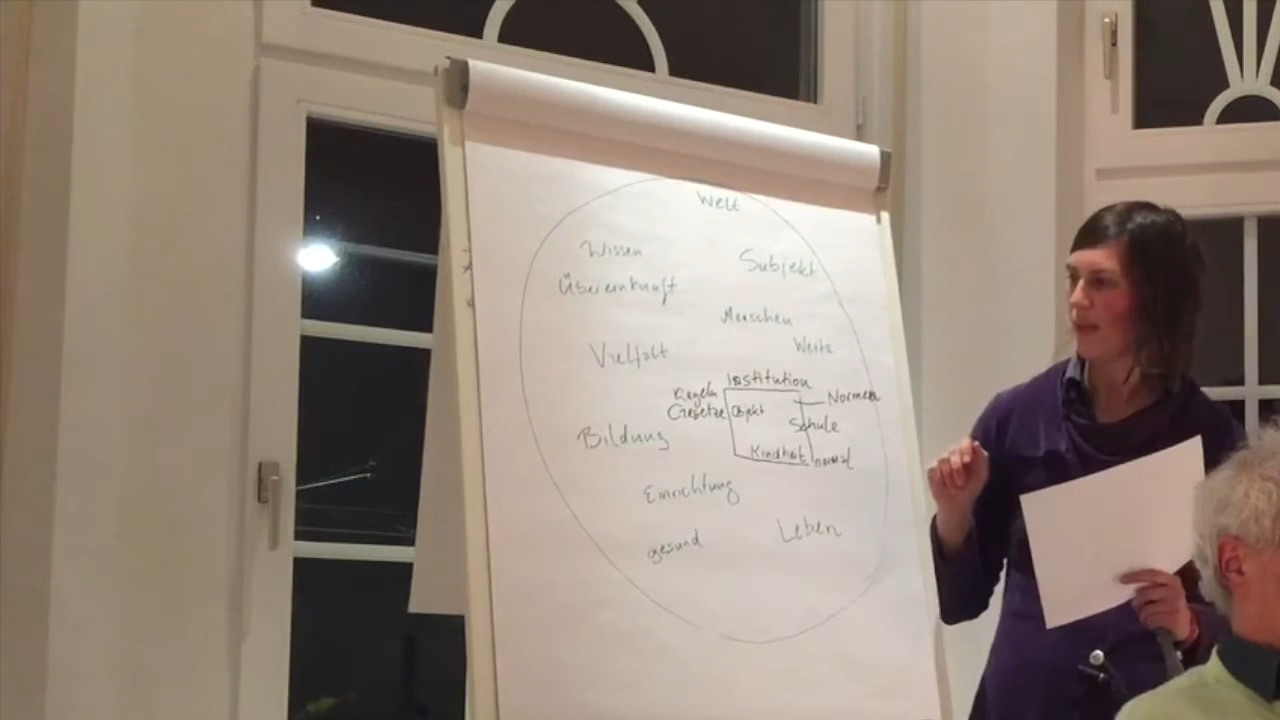 Welt
Wissen
Subjekt
Übereinkunft
Menschen
Werte
Vielfalt
Institution
Regeln
Normen
Gesetze
Objekt
Schule
Bildung
Kindheit
normal
Einrichtung
Leben
gesund